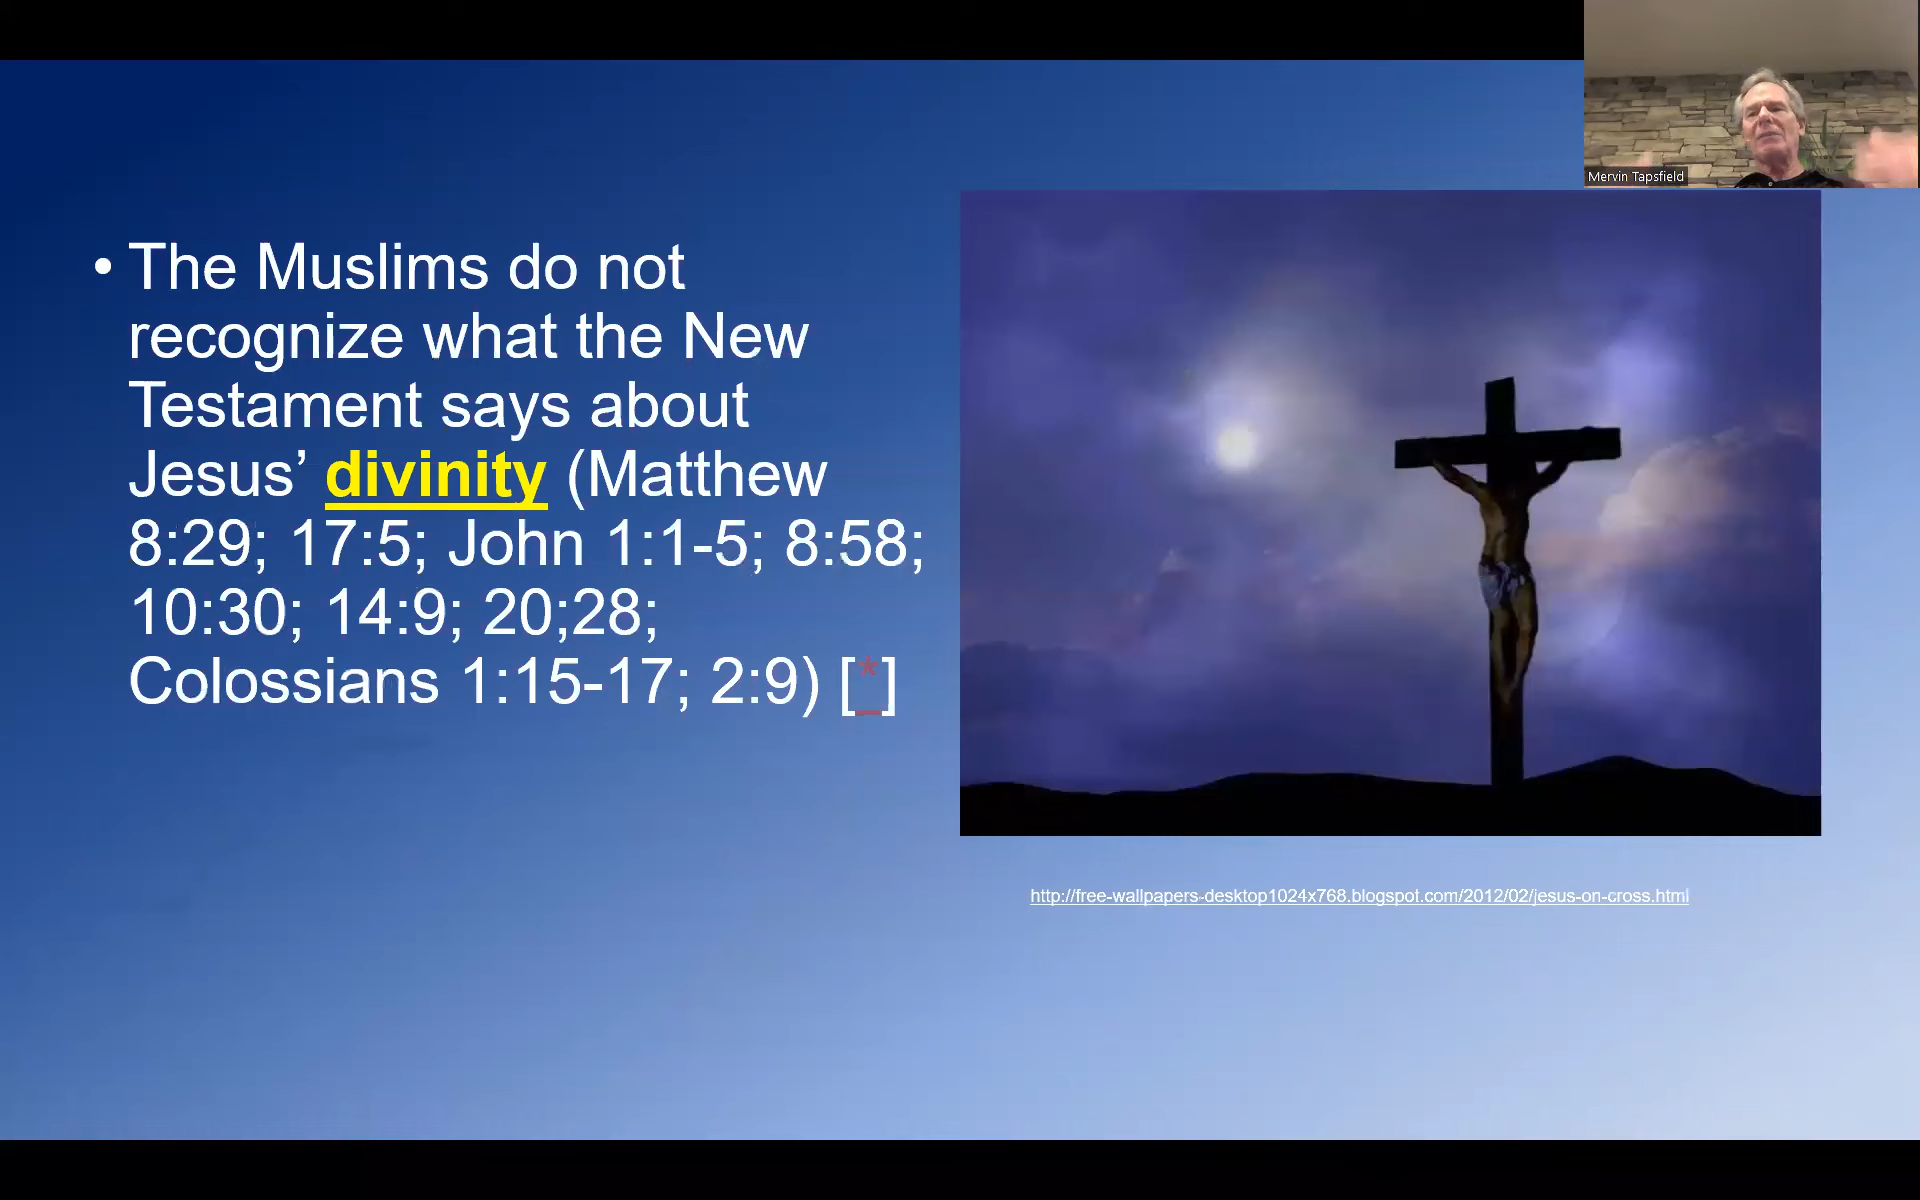 Mervin Tapsfield
• The Muslims do not
recognize what the New
Testament says about
Jesus’ divinity (Matthew
8:29; 17:5; John 1:1-5; 8:58;
10:30; 14:9; 20;28;
Colossians 1:15-17; 2:9) [*]
http://free-wallpapers-desktop1024x768.blogspot.com/2012/02/jesus-on-cross.html